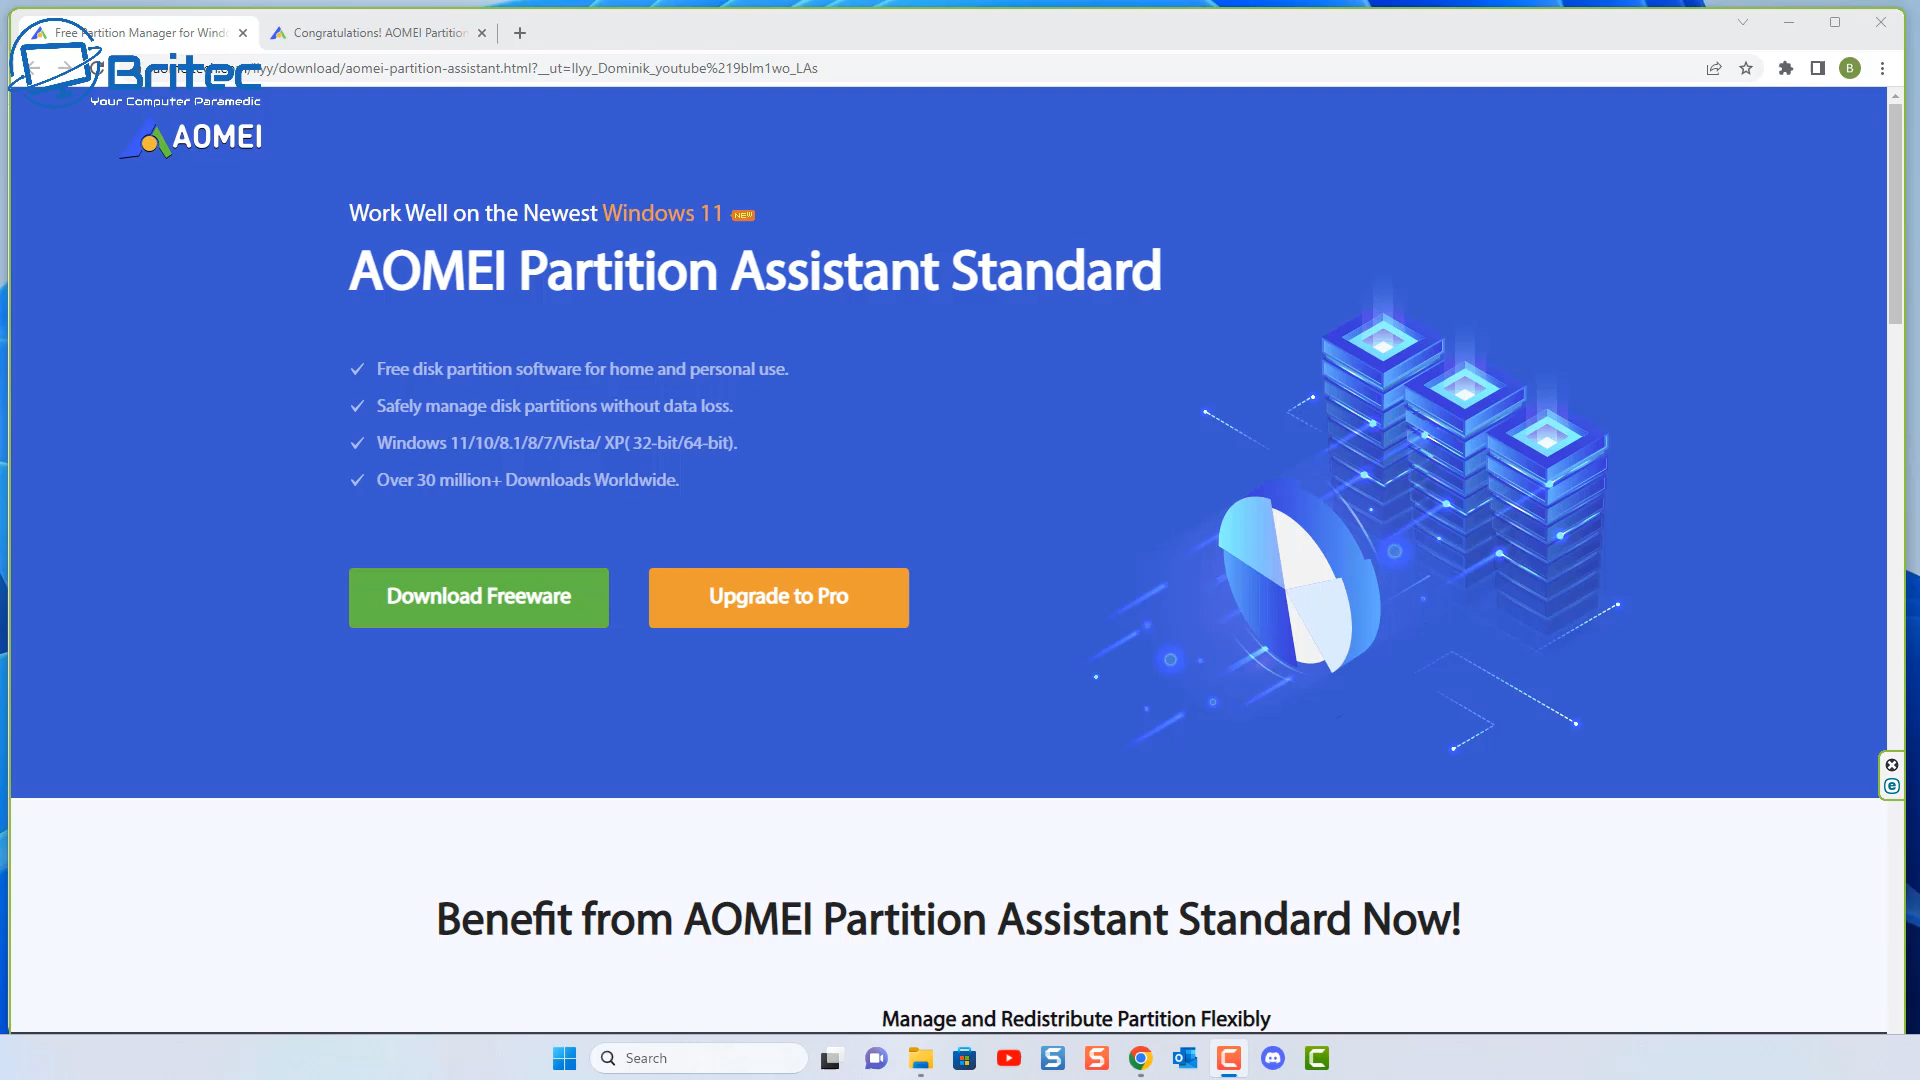 Free Partition Manager for Windo
Congratulations! AOMEI Partition
/download/aomei-partition-assistant.html?__ut=llyy_Dominik_youtube%219blm1wo_LAs
B
Britec
Your Computer Paramedic
AOMEI
Work Well on the Newest Windows 11 NEW
AOMEI Partition Assistant Standard
Free disk partition software for home and personal use.
Safely manage disk partitions without data loss.
Windows 11/10/8.1/8/7/Vista/ XP( 32-bit/64-bit).
Over 30 million+ Downloads Worldwide.
Download Freeware
Upgrade to Pro
Benefit from AOMEI Partition Assistant Standard Now!
Manage and Redistribute Partition Flexibly
Search